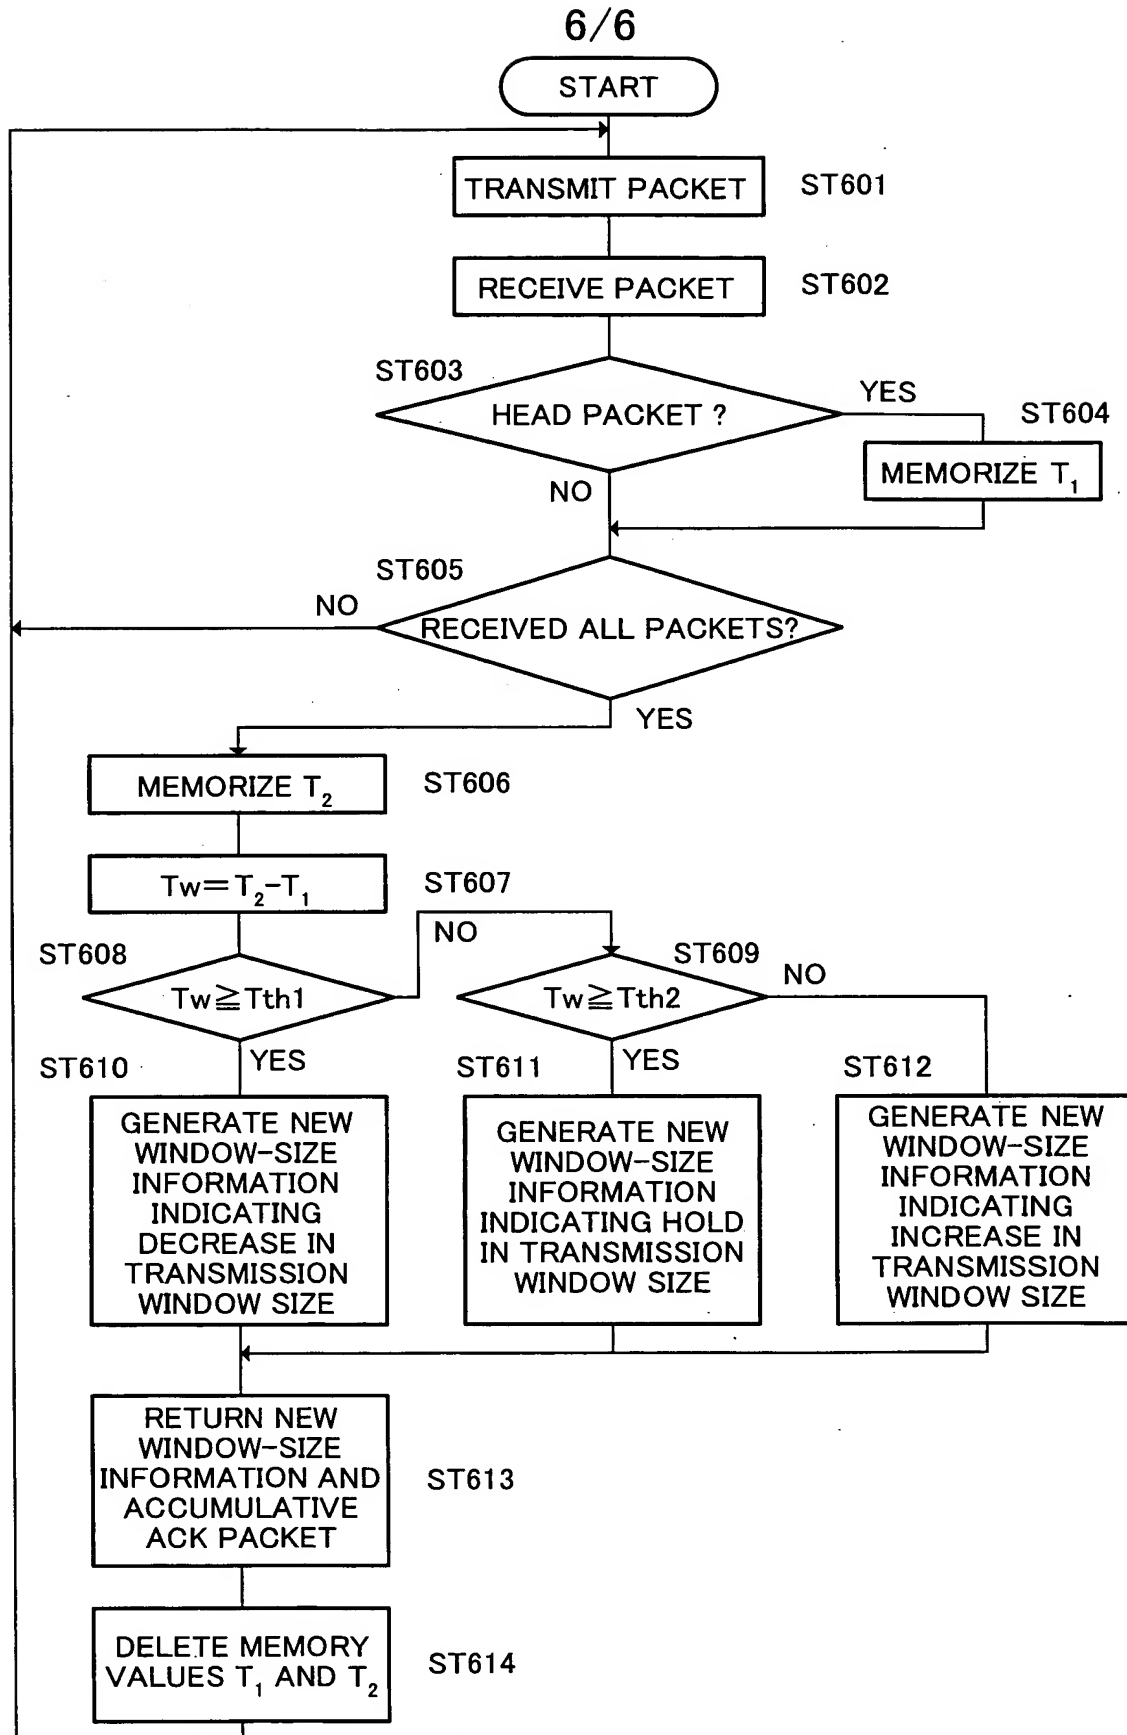 6/6
START
TRANSMIT PACKET
ST601
RECEIVE PACKET
ST602
ST603
HEAD PACKET ?
YES
ST604
MEMORIZE T1
NO
ST605
NO
RECEIVED ALL PACKETS?
YES
MEMORIZE T2
ST606
Tw=T2-T1
ST607
ST608
NO
ST609
Tw≧Tth1
Tw≧Tth2
NO
YES
YES
ST610
ST611
ST612
GENERATE NEW
WINDOW-SIZE
INFORMATION
INDICATING
DECREASE IN
TRANSMISSION
WINDOW SIZE
GENERATE NEW
WINDOW-SIZE
INFORMATION
INDICATING HOLD
IN TRANSMISSION
WINDOW SIZE
GENERATE NEW
WINDOW-SIZE
INFORMATION
INDICATING
INCREASE IN
TRANSMISSION
WINDOW SIZE
RETURN NEW
WINDOW-SIZE
INFORMATION AND
ACCUMULATIVE
ACK PACKET
ST613
DELETE MEMORY
VALUES T1 AND T2
ST614